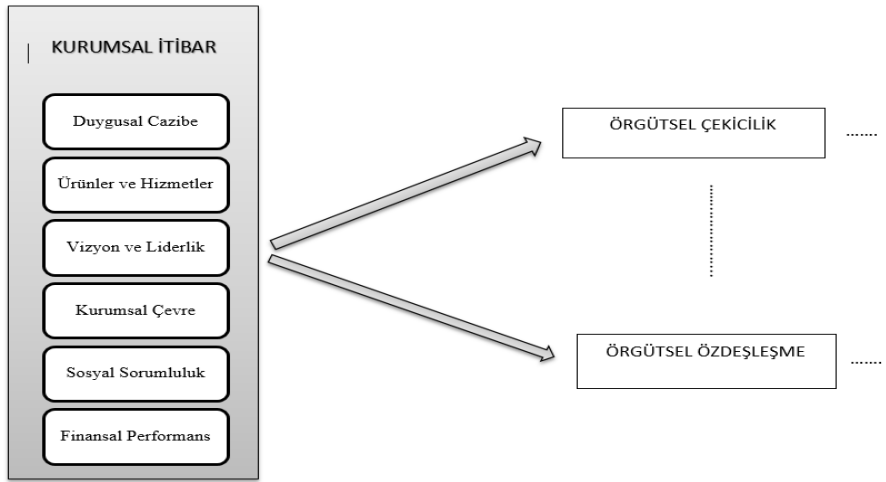 KURUMSAL İTİBAR
Duygusal Cazibe
Ürünler ve Hizmetler
Vizyon ve Liderlik
Kurumsal Çevre
Sosyal Sorumluluk
Finansal Performans
ÖRGÜTSEL ÇEKİCİLİK
.......
ÖRGÜTSEL ÖZDEŞLEŞME
.......